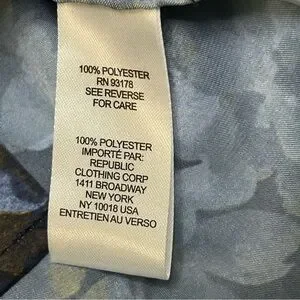 100% POLYESTER
RN 93178
SEE REVERSE
FOR CARE
100% POLYESTER
IMPORTÉ PAR:
REPUBLIC
CLOTHING CORP
1411 BROADWAY
NEW YORK
NY 10018 USA
ENTRETIEN AU VERSO